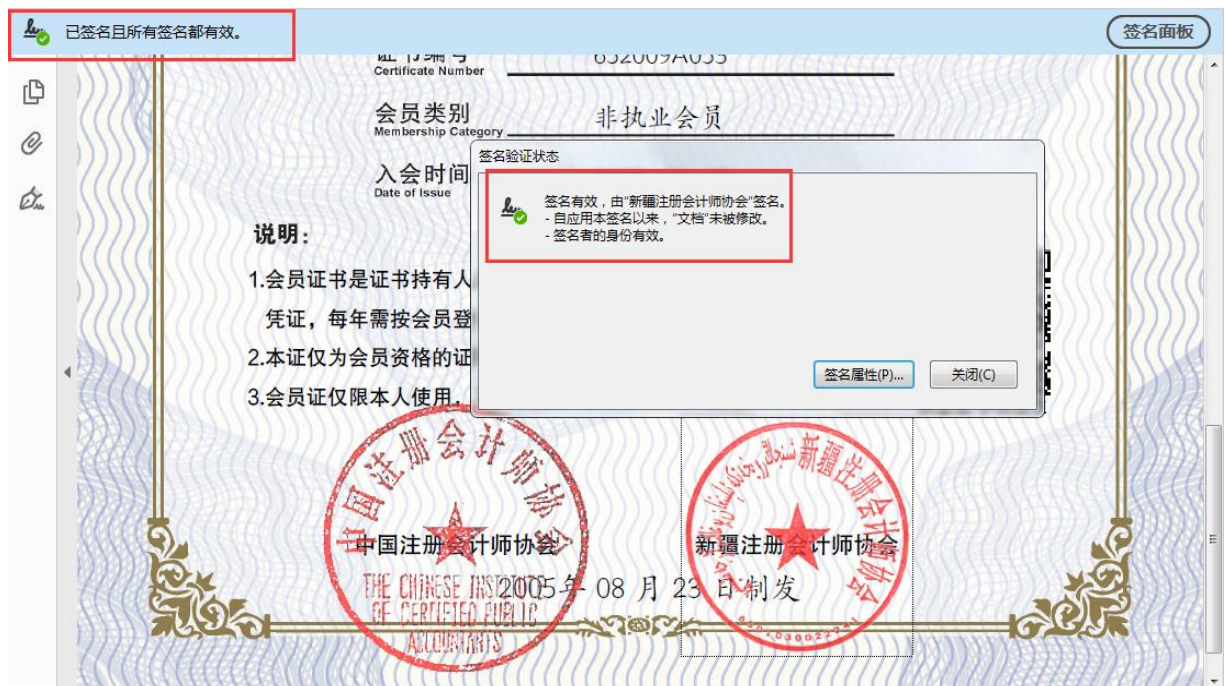 已签名且所有签名都有效。
签名面板
证书编号
Certificate Number
652009A055
会员类别
Membership Category
非执业会员
入会时间
Date of Issue
签名验证状态
签名有效，由"新疆注册会计师协会"签名。
- 自应用本签名以来，"文档"未被修改。
- 签名者的身份有效。
签名属性(P)...
关闭(C)
说明：
1.会员证书是证书持有人
凭证，每年需按会员登
2.本证仅为会员资格的证
3.会员证仅限本人使用，
中国注册会计师协会
THE CHINESE INSTITUTE
OF CERTIFIED PUBLIC
ACCOUNTANTS
新疆注册会计师协会
中国注册会计师协会
新疆注册会计师协会
2005年 08 月 23 日制发